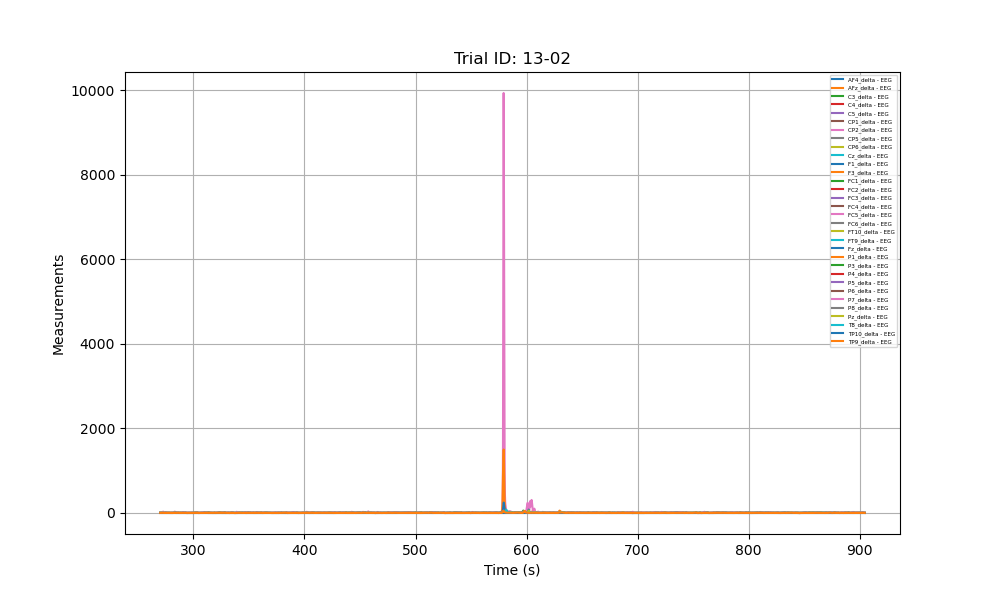 Trial ID: 13-02
10000
8000
6000
4000
2000
0
Measurements
300
400
500
600
700
800
900
Time (s)
AF4_delta - EEG
AFz_delta - EEG
C3_delta - EEG
C4_delta - EEG
C5_delta - EEG
CP1_delta - EEG
CP2_delta - EEG
CP5_delta - EEG
CP6_delta - EEG
Cz_delta - EEG
F1_delta - EEG
F3_delta - EEG
FC1_delta - EEG
FC2_delta - EEG
FC3_delta - EEG
FC4_delta - EEG
FC5_delta - EEG
FC6_delta - EEG
FT10_delta - EEG
FT9_delta - EEG
Fz_delta - EEG
P1_delta - EEG
P3_delta - EEG
P4_delta - EEG
P5_delta - EEG
P6_delta - EEG
P7_delta - EEG
P8_delta - EEG
Pz_delta - EEG
T8_delta - EEG
TP10_delta - EEG
TP9_delta - EEG